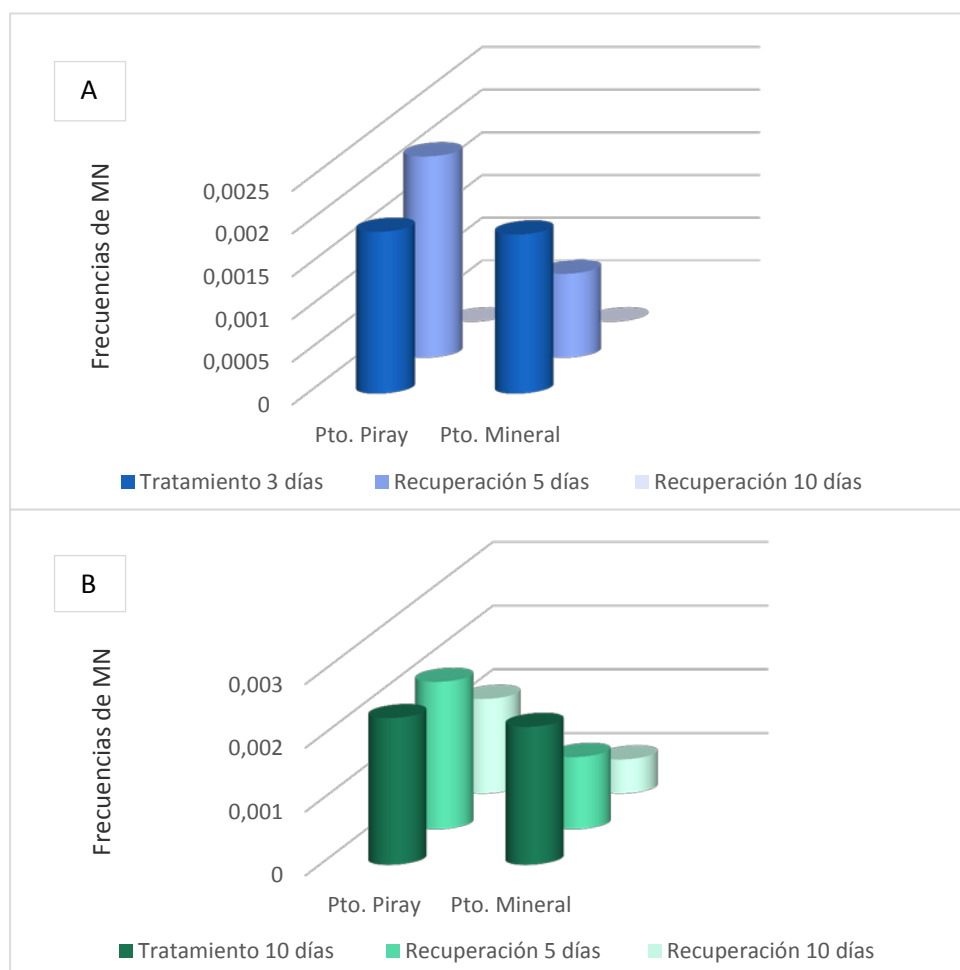 A
Frecuencias de MN
0,0025
0,002
0,0015
0,001
0,0005
0
Pto. Piray Pto. Mineral
Tratamiento 3 días Recuperación 5 días Recuperación 10 días
B
Frecuencias de MN
0,003
0,002
0,001
0
Pto. Piray Pto. Mineral
Tratamiento 10 días Recuperación 5 días Recuperación 10 días